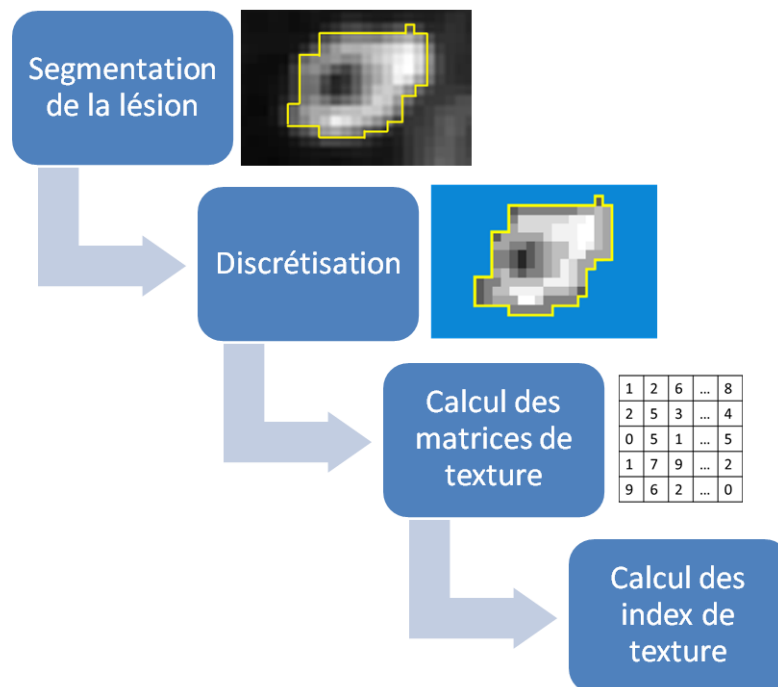 Segmentation
de la lésion
Discrétisation
Calcul des
matrices de
texture
1 2 6 ... 8
2 5 3 ... 4
0 5 1 ... 5
1 7 9 ... 2
9 6 2 ... 0
Calcul des
index de
texture